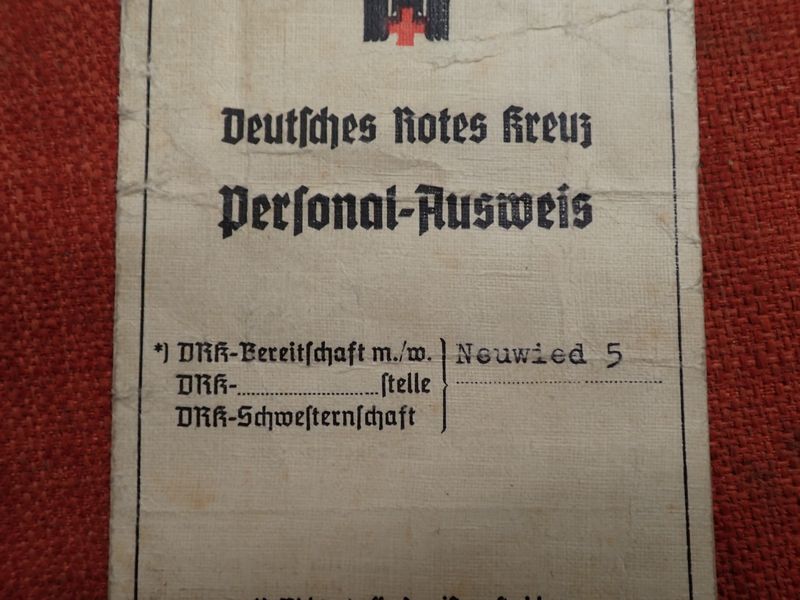 Deutſches Rotes Kreuz
Perſonal-Ausweis
*) DRK-Bereitſchaft m./w. } Neuwied 5
DRK-........................ſtelle
DRK-Schweſternſchaft